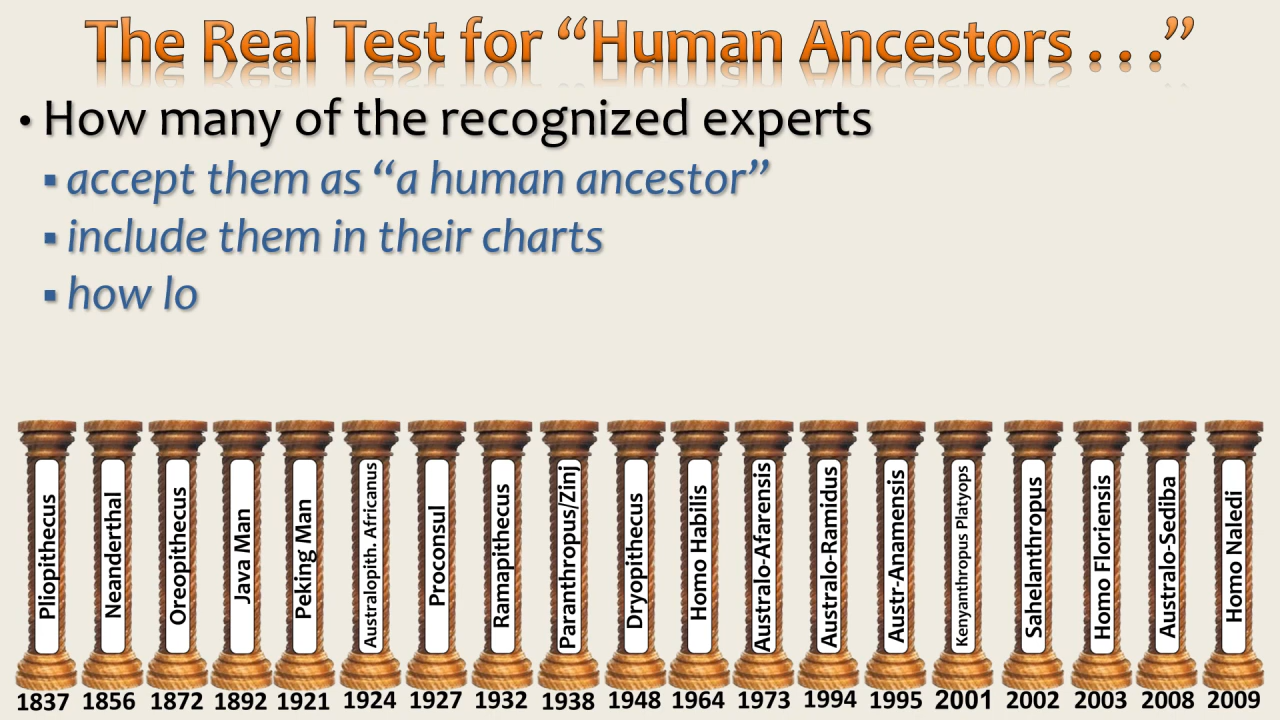 The Real Test for “Human Ancestors . . .”
• How many of the recognized experts
▪ accept them as “a human ancestor”
▪ include them in their charts
▪ how lo
Pliopithecus
Neanderthal
Oreopithecus
Java Man
Peking Man
Australopith. Africanus
Proconsul
Ramapithecus
Paranthropus/Zinj
Dryopithecus
Homo Habilis
Australo-Afarensis
Australo-Ramidus
Austr-Anamensis
Kenyanthropus Platyops
Sahelanthropus
Homo Floriensis
Australo-Sediba
Homo Naledi
1837 1856 1872 1892 1921 1924 1927 1932 1938 1948 1964 1973 1994 1995 2001 2002 2003 2008 2009